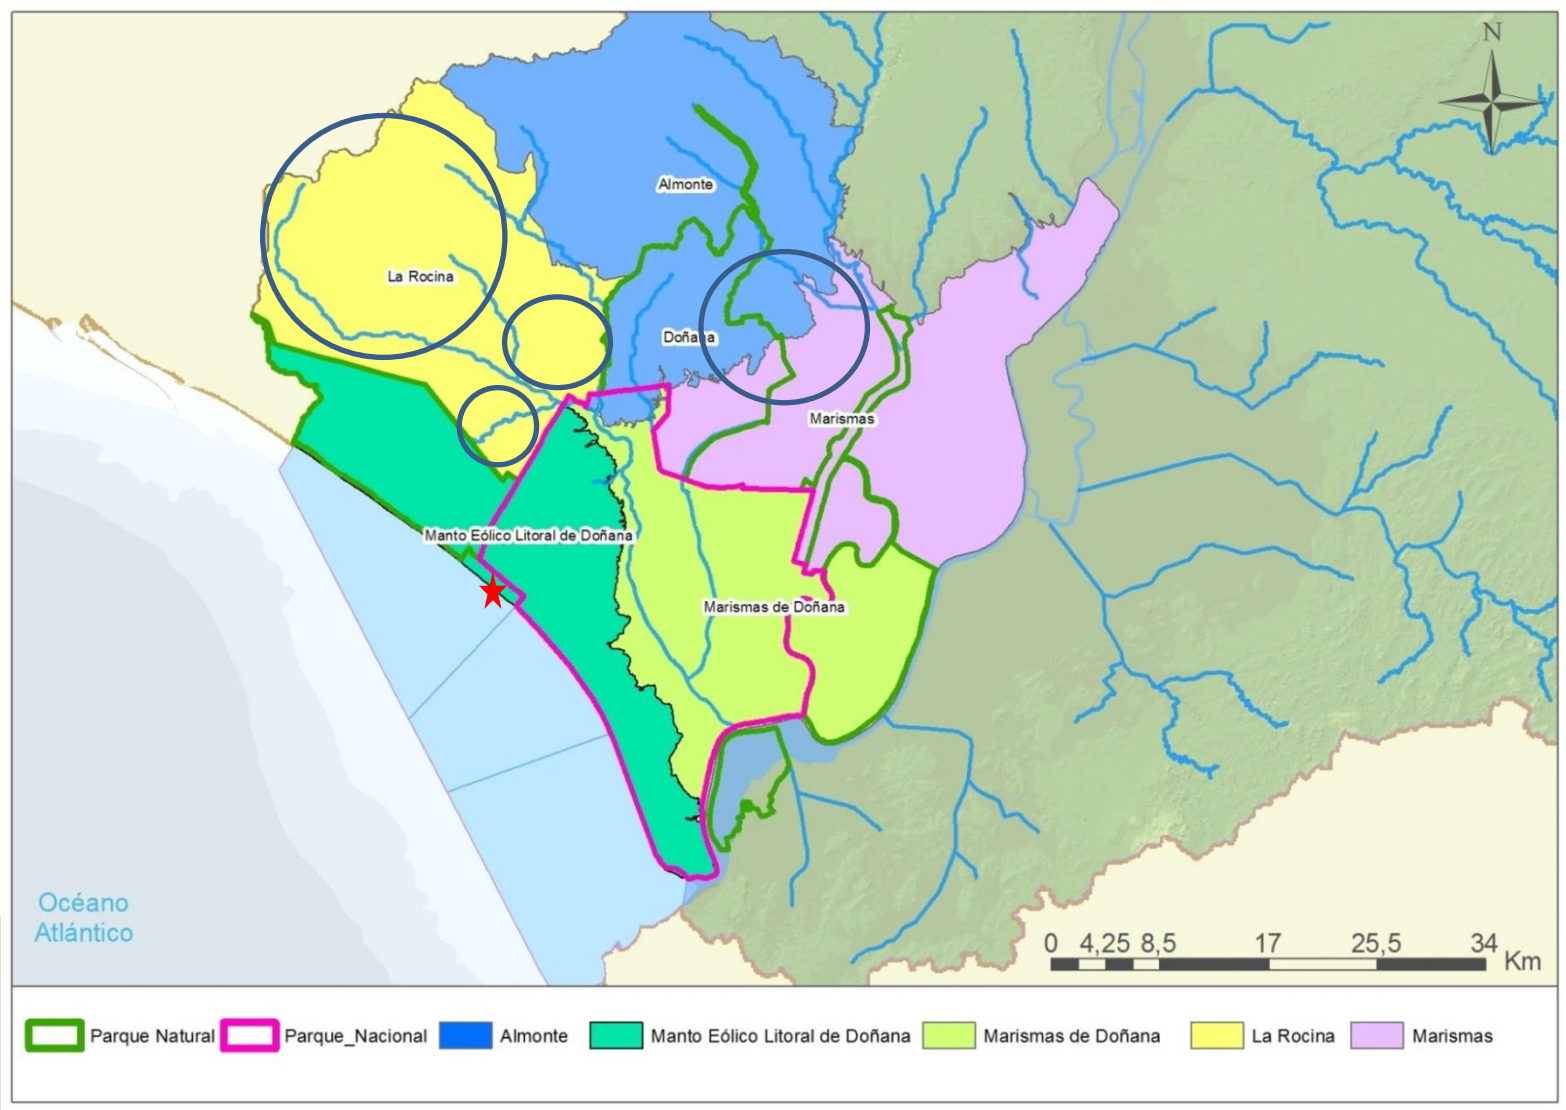 N
Almonte
La Rocina
Doñana
Marismas
Manto Eólico Litoral de Doñana
Marismas de Doñana
Océano
Atlántico
0 4,25 8,5 17 25,5 34
Km
Parque Natural Parque_Nacional Almonte Manto Eólico Litoral de Doñana Marismas de Doñana La Rocina Marismas